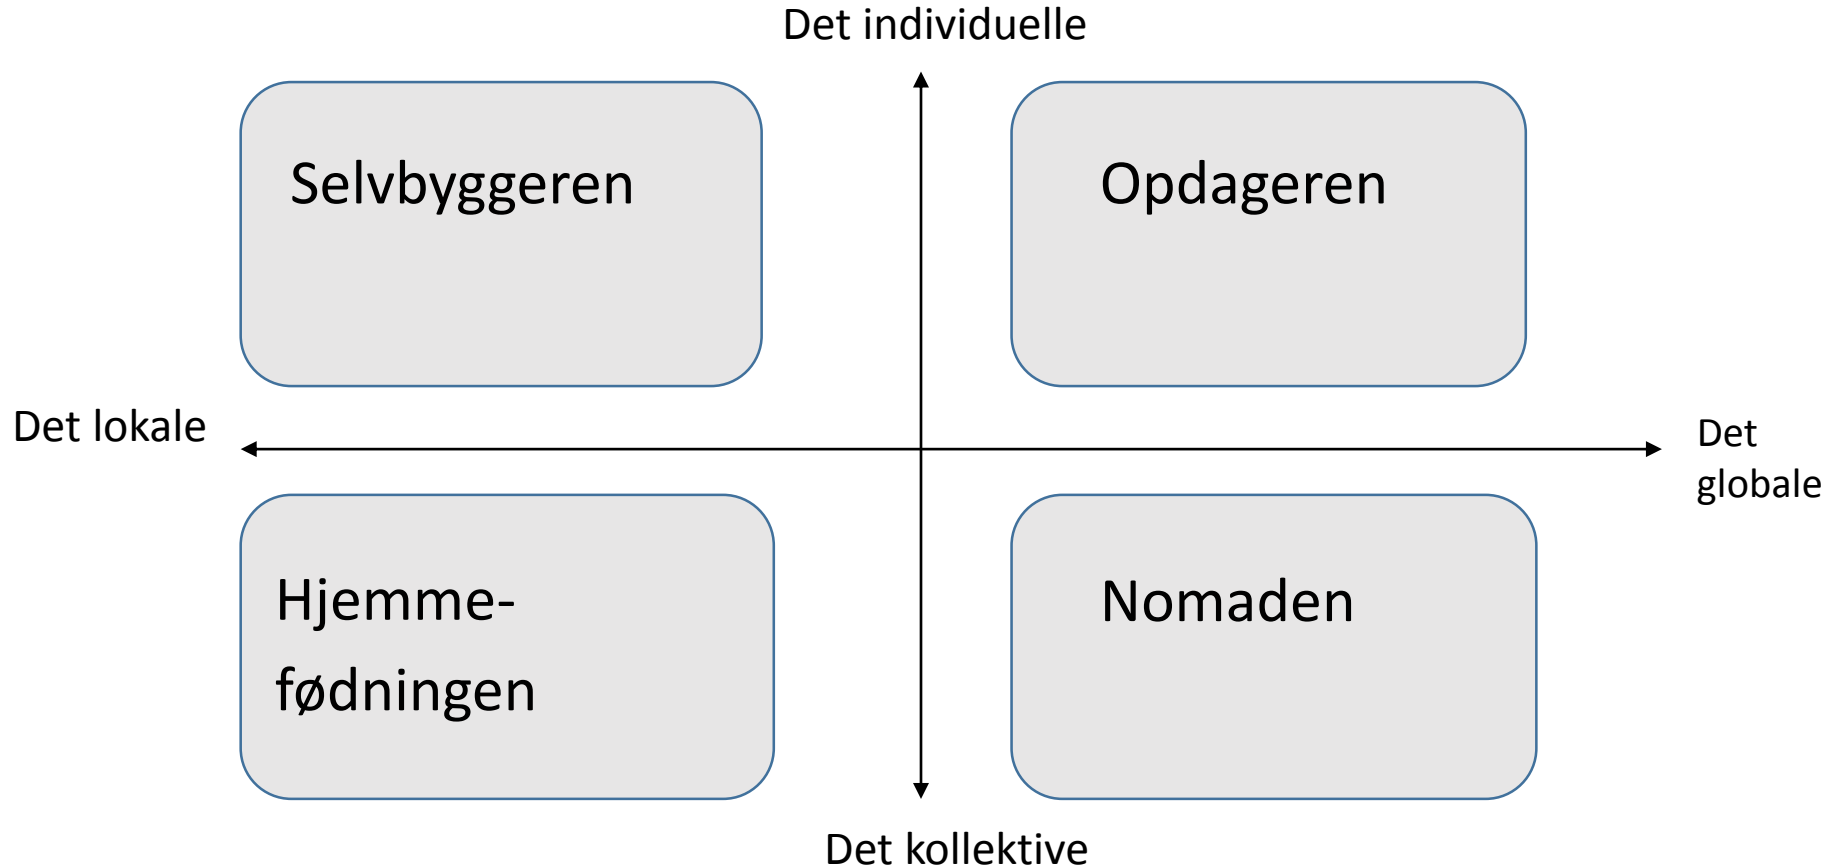 Det individuelle
Selvbyggeren
Opdageren
Det lokale
Det
globale
Hjemme-
fødningen
Nomaden
Det kollektive